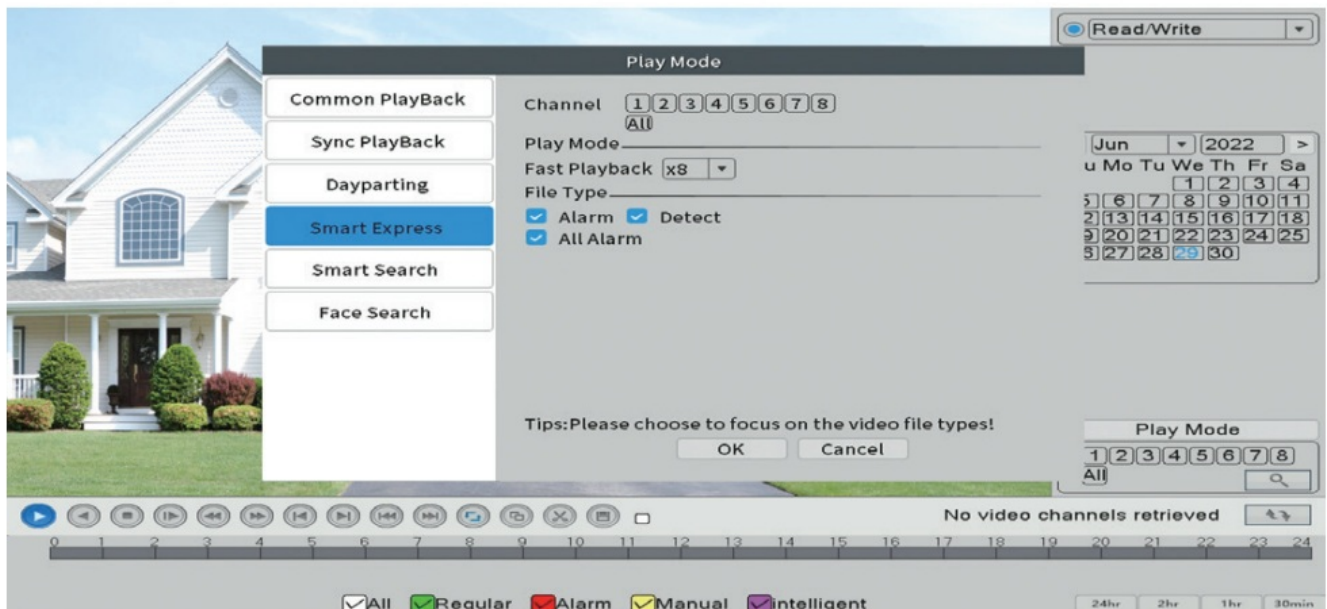 Read/Write
Play Mode
Common PlayBack
Sync PlayBack
Dayparting
Smart Express
Smart Search
Face Search
Channel 1 2 3 4 5 6 7 8
All
Play Mode
Fast Playback x8
File Type
Alarm Detect
All Alarm
Tips:Please choose to focus on the video file types!
OK Cancel
Jun 2022 >
u Mo Tu We Th Fr Sa
1 2 3 4
6 7 8 9 10 11
13 14 15 16 17 18
20 21 22 23 24 25
27 28 29 30
Play Mode
1 2 3 4 5 6 7 8
All
No video channels retrieved
0 1 2 3 4 5 6 7 8 9 10 11 12 13 14 15 16 17 18 19 20 21 22 23 24
All Regular Alarm Manual intelligent
24hr 2hr 1hr 30min